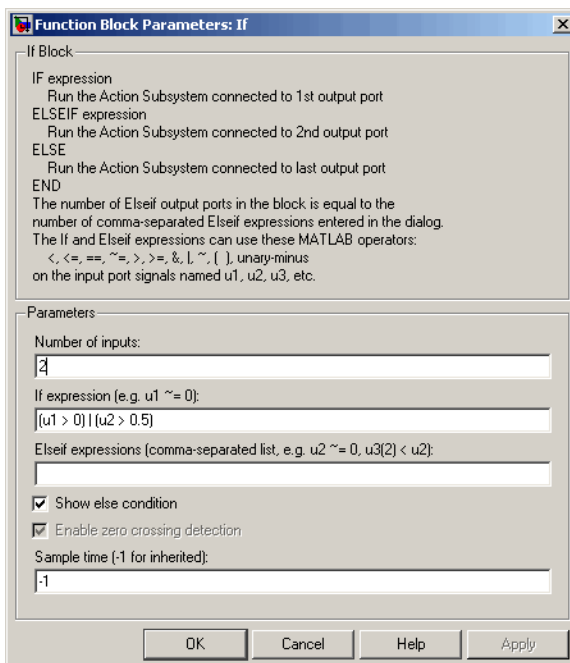 Function Block Parameters: If
If Block
IF expression
Run the Action Subsystem connected to 1st output port
ELSEIF expression
Run the Action Subsystem connected to 2nd output port
ELSE
Run the Action Subsystem connected to last output port
END
The number of Elseif output ports in the block is equal to the
number of comma-separated Elseif expressions entered in the dialog.
The If and Elseif expressions can use these MATLAB operators:
<, <=, ==, ~=, >, >=, &, |, ~, ( ), unary-minus
on the input port signals named u1, u2, u3, etc.
Parameters
Number of inputs:
2
If expression (e.g. u1 ~= 0):
(u1 > 0) | (u2 > 0.5)
Elseif expressions (comma-separated list, e.g. u2 ~= 0, u3(2) < u2):
Show else condition
Enable zero crossing detection
Sample time (-1 for inherited):
-1
OK Cancel Help Apply